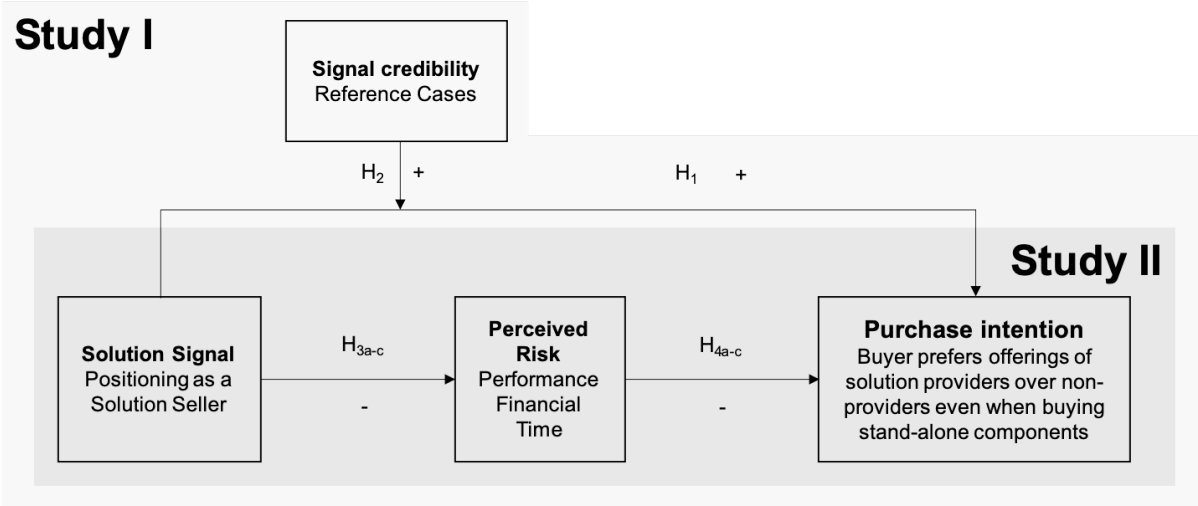 Study I
Signal credibility
Reference Cases
H₂ +
H₁ +
Study II
Solution Signal
Positioning as a
Solution Seller
H₃ₐ₋c
-
Perceived
Risk
Performance
Financial
Time
H₄ₐ₋c
-
Purchase intention
Buyer prefers offerings of
solution providers over non-
providers even when buying
stand-alone components